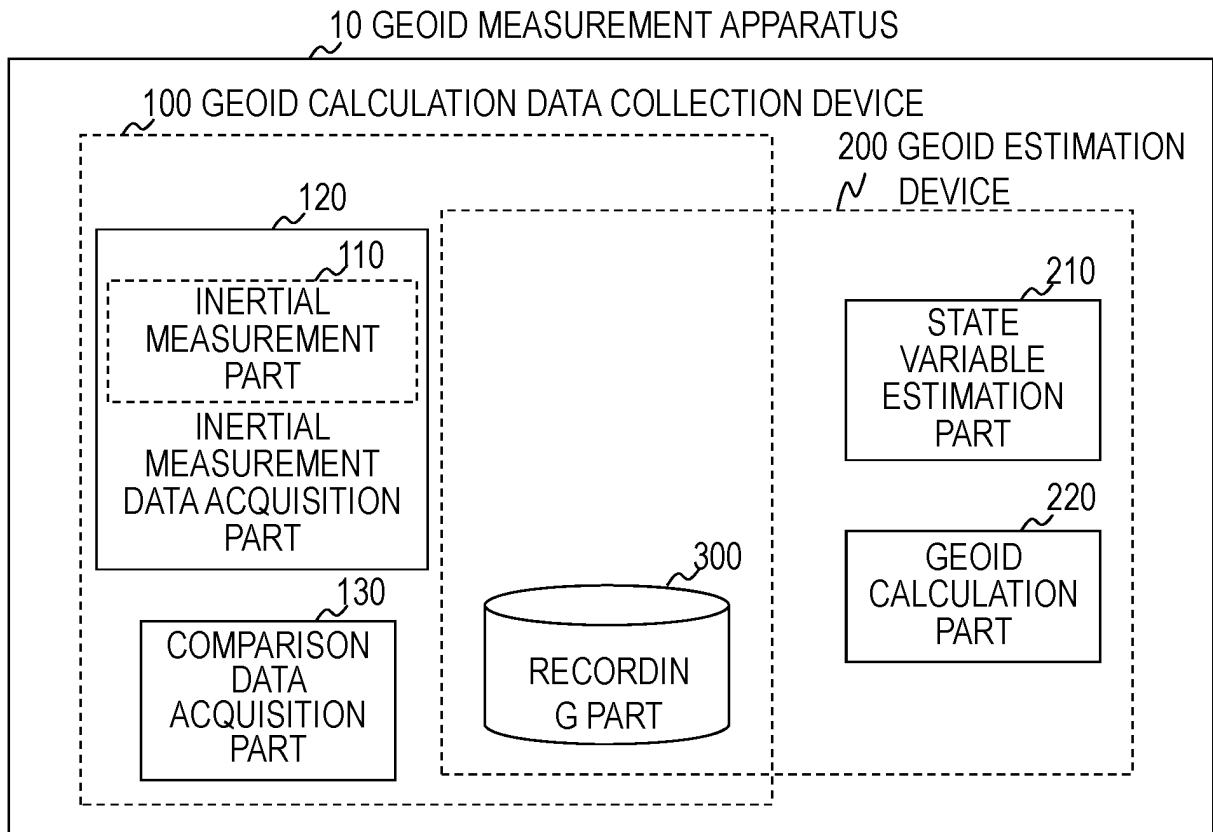 10 GEOID MEASUREMENT APPARATUS
100 GEOID CALCULATION DATA COLLECTION DEVICE
200 GEOID ESTIMATION
DEVICE
120
110
INERTIAL
MEASUREMENT
PART
INERTIAL
MEASUREMENT
DATA ACQUISITION
PART
130
COMPARISON
DATA
ACQUISITION
PART
300
RECORDIN
G PART
210
STATE
VARIABLE
ESTIMATION
PART
220
GEOID
CALCULATION
PART